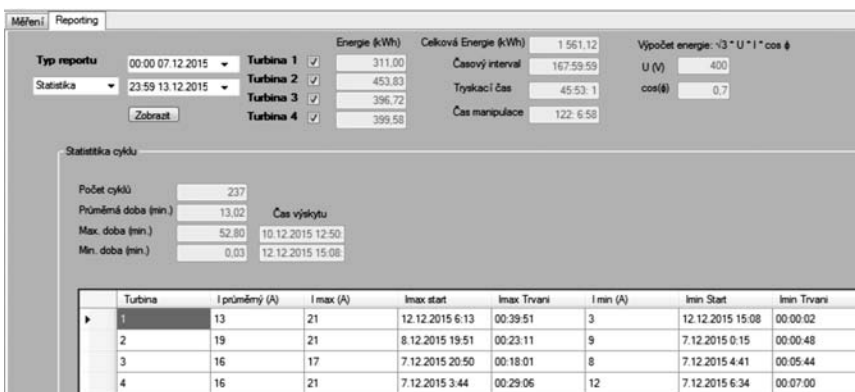 Měření Reporting
Energie (kWh) Celková Energie (kWh) 1 561,12 Výpočet energie: √3 * U * I * cos ϕ
Typ reportu 00:00 07.12.2015 Turbina 1 311,00 Časový interval 167:59:59 U (V) 400
Statistika 23:59 13.12.2015 Turbina 2 453,83 Tryskací čas 45:53: 1 cos(ϕ) 0,7
Turbina 3 396,72
Zobrazit Turbina 4 399,58 Čas manipulace 122: 6:58
Statistitika cyklu
Počet cyklů 237
Průměrná doba (min.) 13,02 Čas výskytu
Max. doba (min.) 52,80 10.12.2015 12:50:
Min. doba (min.) 0,03 12.12.2015 15:08:
Turbina I průměrný (A) I max (A) Imax start Imax Trvani I min (A) Imin Start Imin Trvani
1 13 21 12.12.2015 6:13 00:39:51 3 12.12.2015 15:08 00:00:02
2 19 21 8.12.2015 19:51 00:23:11 9 7.12.2015 0:15 00:00:48
3 16 17 7.12.2015 20:50 00:18:01 8 7.12.2015 4:41 00:05:44
4 16 21 7.12.2015 3:44 00:29:06 12 7.12.2015 6:34 00:07:00